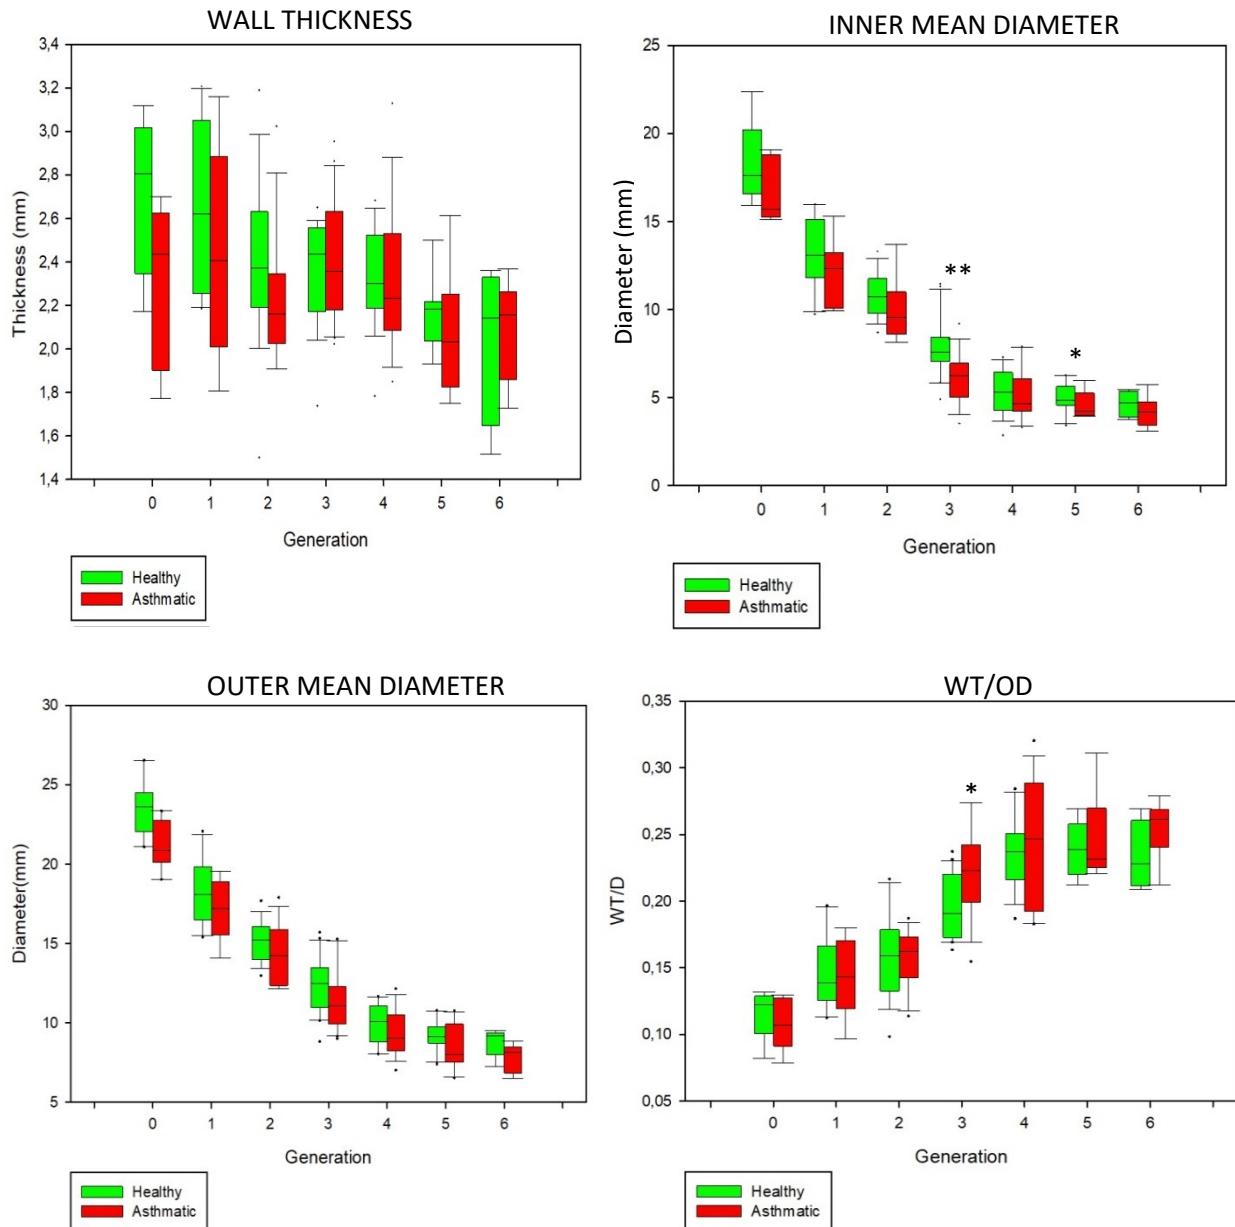 WALL THICKNESS
3,4
3,2
3,0
2,8
2,6
2,4
2,2
2,0
1,8
1,6
1,4
Thickness (mm)
0 1 2 3 4 5 6
Generation
Healthy
Asthmatic
INNER MEAN DIAMETER
25
20
15
10
5
0
Diameter (mm)
**
*
0 1 2 3 4 5 6
Generation
Healthy
Asthmatic
OUTER MEAN DIAMETER
30
25
20
15
10
5
Diameter(mm)
0 1 2 3 4 5 6
Generation
Healthy
Asthmatic
WT/OD
0,35
0,30
0,25
0,20
0,15
0,10
0,05
WT/D
*
0 1 2 3 4 5 6
Generation
Healthy
Asthmatic